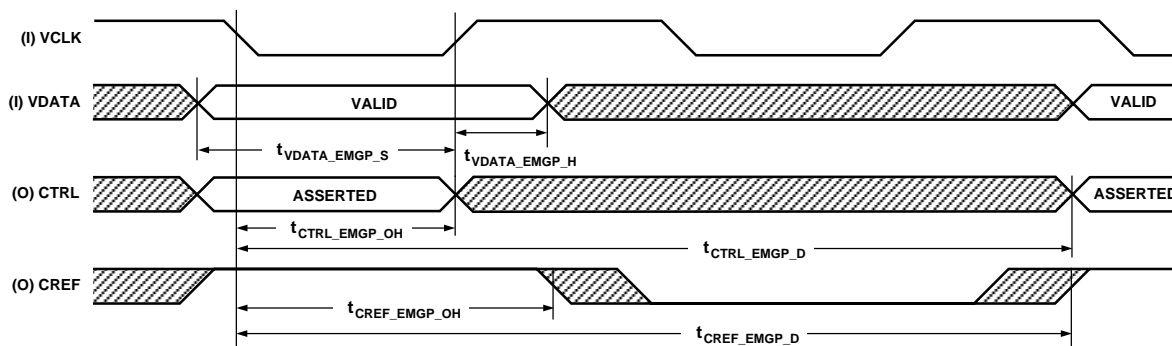 (I) VCLK
(I) VDATA
VALID
VALID
tVDATA_EMGP_S
tVDATA_EMGP_H
(O) CTRL
ASSERTED
ASSERTED
tCTRL_EMGP_OH
tCTRL_EMGP_D
(O) CREF
tCREF_EMGP_OH
tCREF_EMGP_D